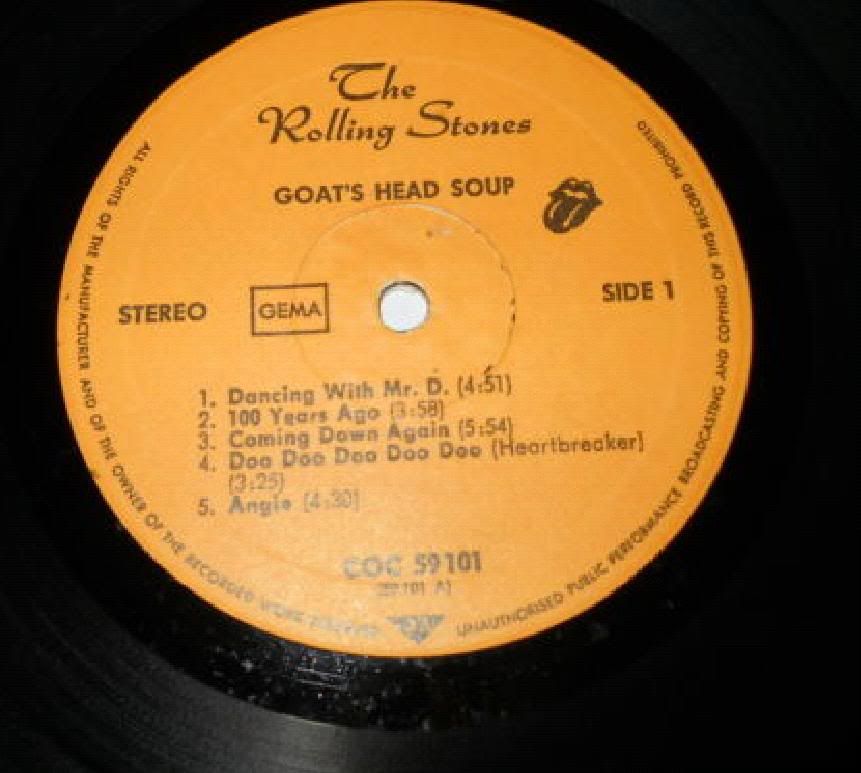 The
Rolling Stones
GOAT'S HEAD SOUP
STEREO
GEMA
SIDE 1
1. Dancing With Mr. D. (4:51)
2. 100 Years Ago (3:58)
3. Coming Down Again (5:54)
4. Doo Doo Doo Doo Doo (Heartbreaker)
(3:25)
5. Angie (4:30)
COC 59101
(59101 A)
ALL RIGHTS OF THE MANUFACTURER AND OF THE OWNER OF THE RECORDED WORK RESERVED
UNAUTHORISED PUBLIC PERFORMANCE BROADCASTING AND COPYING OF THIS RECORD PROHIBITED